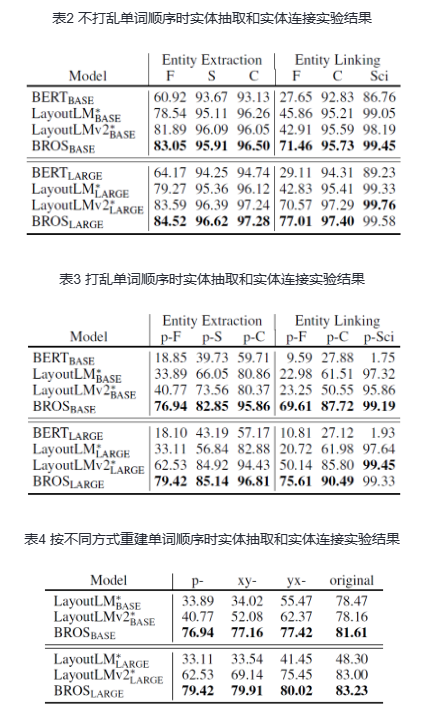 表2 不打乱单词顺序时实体抽取和实体连接实验结果
Entity Extraction Entity Linking
Model F S C F C Sci
BERTBASE 60.92 93.67 93.13 27.65 92.83 86.76
LayoutLM*BASE 78.54 95.11 96.26 45.86 95.21 99.05
LayoutLMv2*BASE 81.89 96.09 96.05 42.91 95.59 98.19
BROSBASE 83.05 95.91 96.50 71.46 95.73 99.45
BERTLARGE 64.17 94.25 94.74 29.11 94.31 89.23
LayoutLM*LARGE 79.27 95.36 96.12 42.83 95.41 99.33
LayoutLMv2*LARGE 83.59 96.39 97.24 70.57 97.29 99.76
BROSLARGE 84.52 96.62 97.28 77.01 97.40 99.58
表3 打乱单词顺序时实体抽取和实体连接实验结果
Entity Extraction Entity Linking
Model p-F p-S p-C p-F p-C p-Sci
BERTBASE 18.85 39.73 59.71 9.59 27.88 1.75
LayoutLM*BASE 33.89 66.05 80.86 22.98 61.51 97.32
LayoutLMv2*BASE 40.77 73.56 80.37 23.25 50.55 95.86
BROSBASE 76.94 82.85 95.86 69.61 87.72 99.19
BERTLARGE 18.10 43.19 57.17 10.81 27.12 1.93
LayoutLM*LARGE 33.11 56.84 82.88 20.72 61.98 97.64
LayoutLMv2*LARGE 62.53 84.92 94.43 50.14 85.80 99.45
BROSLARGE 79.42 85.14 96.81 75.61 90.49 99.33
表4 按不同方式重建单词顺序时实体抽取和实体连接实验结果
Model p- xy- yx- original
LayoutLM*BASE 33.89 34.02 55.47 78.47
LayoutLMv2*BASE 40.77 52.08 62.37 78.16
BROSBASE 76.94 77.16 77.42 81.61
LayoutLM*LARGE 33.11 33.54 41.45 48.30
LayoutLMv2*LARGE 62.53 69.14 75.45 83.00
BROSLARGE 79.42 79.91 80.02 83.23